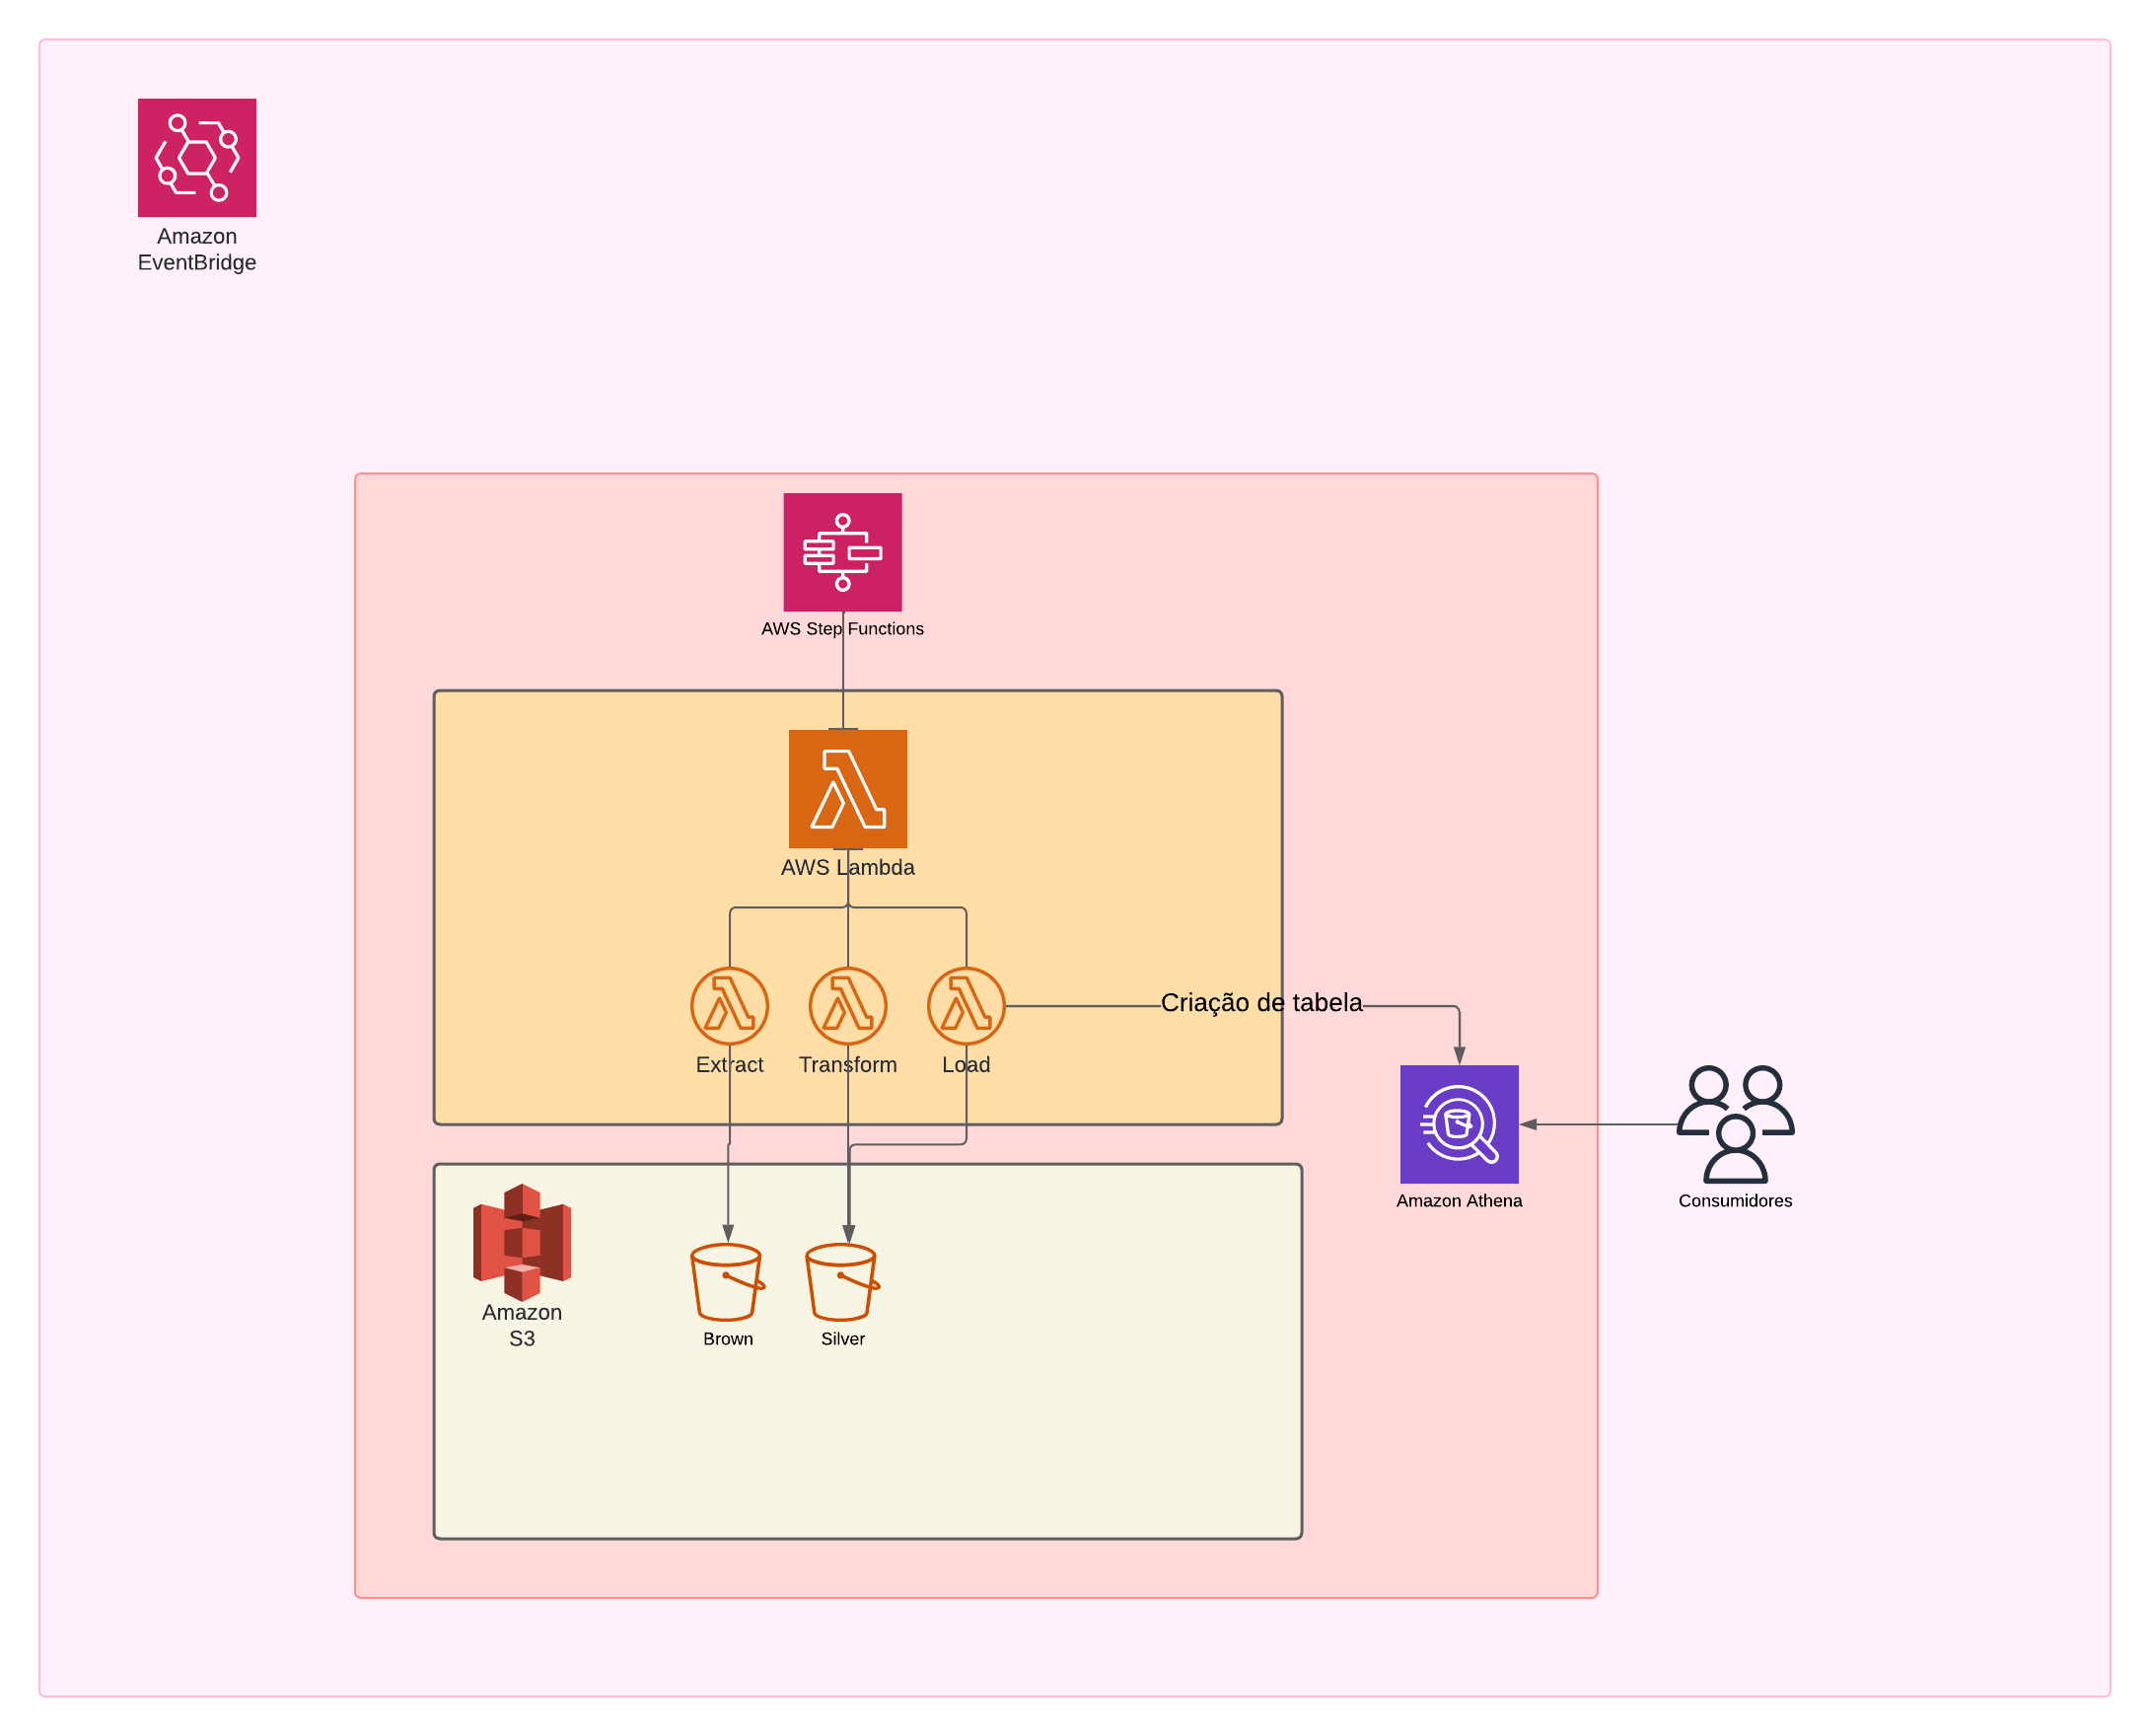 Amazon
EventBridge
AWS Step Functions
AWS Lambda
Extract
Transform
Load
Criação de tabela
Amazon Athena
Consumidores
Amazon
S3
Brown
Silver